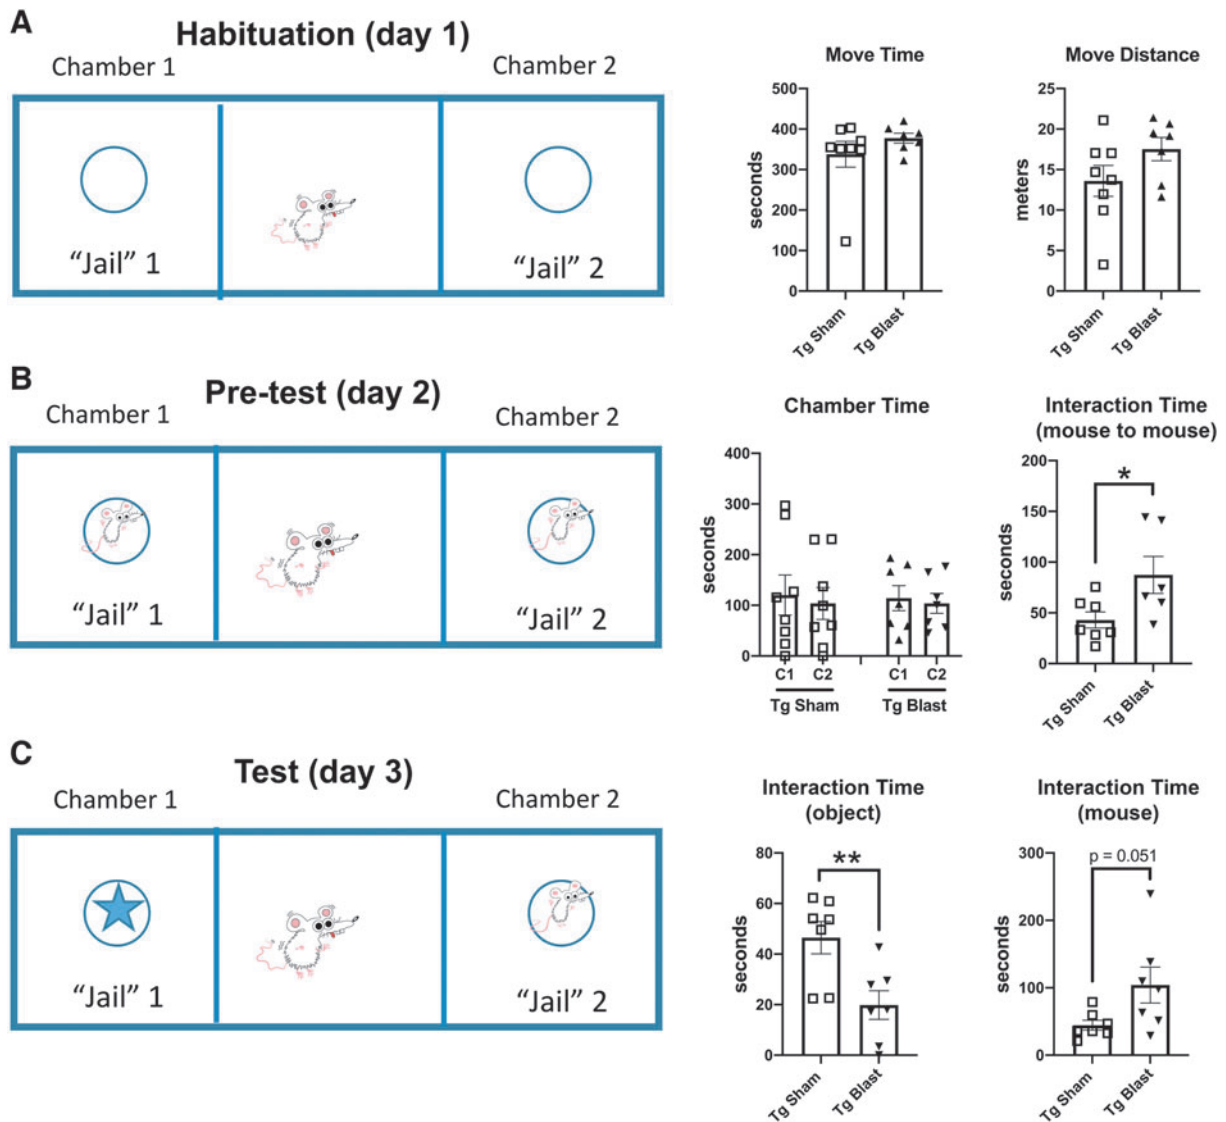 A
Habituation (day 1)
Chamber 1
Chamber 2
"Jail" 1
"Jail" 2
Move Time
seconds
500
400
300
200
100
0
Tg Sham
Tg Blast
Move Distance
meters
25
20
15
10
5
0
Tg Sham
Tg Blast
B
Pre-test (day 2)
Chamber 1
Chamber 2
"Jail" 1
"Jail" 2
Chamber Time
seconds
400
300
200
100
0
C1 C2 C1 C2
Tg Sham Tg Blast
Interaction Time
(mouse to mouse)
seconds
200
150
100
50
0
*
Tg Sham
Tg Blast
C
Test (day 3)
Chamber 1
Chamber 2
"Jail" 1
"Jail" 2
Interaction Time
(object)
seconds
80
60
40
20
0
**
Tg Sham
Tg Blast
Interaction Time
(mouse)
seconds
300
200
100
0
p = 0.051
Tg Sham
Tg Blast